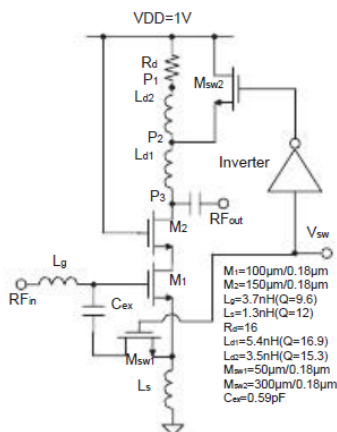 VDD=1V
Rd
P1
Msw2
Ld2
P2
Inverter
Ld1
P3
RFout
M2
Vsw
Lg
M1
RFin
Cex
Msw1
Ls
M1=100μm/0.18μm
M2=150μm/0.18μm
Lg=3.7nH(Q=9.6)
Ls=1.3nH(Q=12)
Rd=16
Ld1=5.4nH(Q=16.9)
Ld2=3.5nH(Q=15.3)
Msw1=50μm/0.18μm
Msw2=300μm/0.18μm
Cex=0.59pF